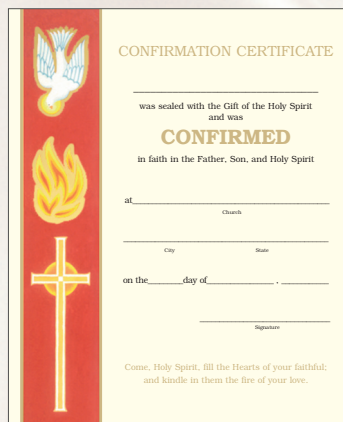 CONFIRMATION CERTIFICATE
was sealed with the Gift of the Holy Spirit
and was
CONFIRMED
in faith in the Father, Son, and Holy Spirit
at
Church
City State
on the day of ,
Signature
Come, Holy Spirit, fill the Hearts of your faithful;
and kindle in them the fire of your love.